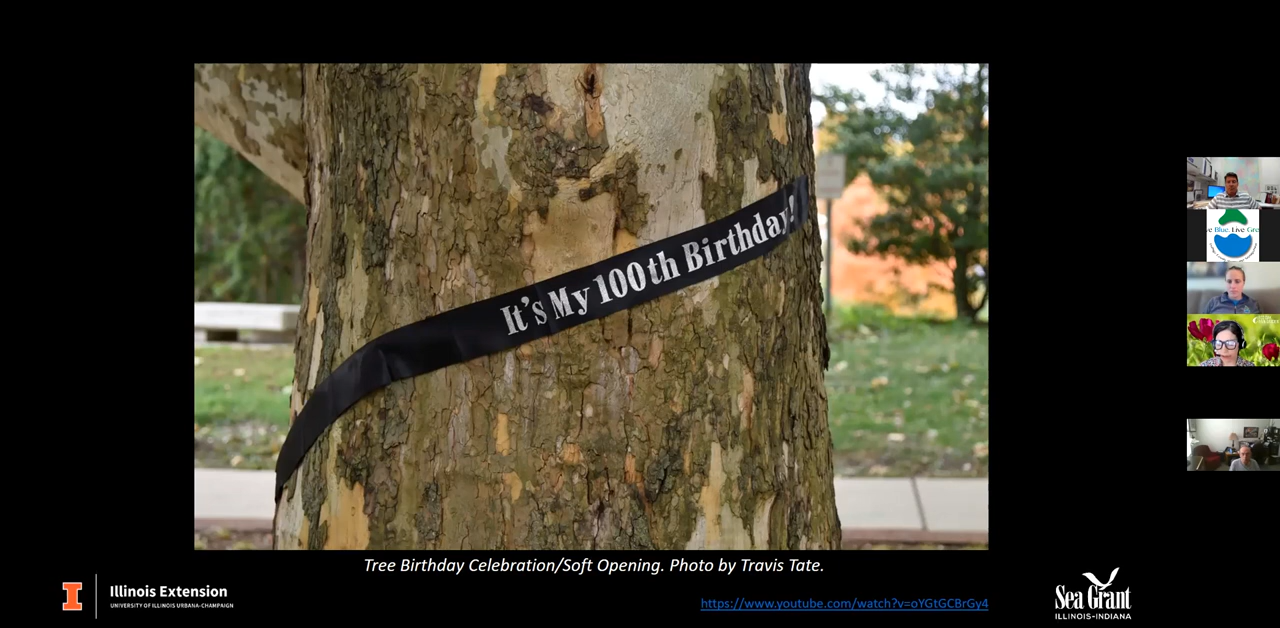 It's My 100th Birthday!
Tree Birthday Celebration/Soft Opening. Photo by Travis Tate.
I Illinois Extension
UNIVERSITY OF ILLINOIS URBANA-CHAMPAIGN
https://www.youtube.com/watch?v=oYGtGCBrGy4
Sea Grant
ILLINOIS-INDIANA